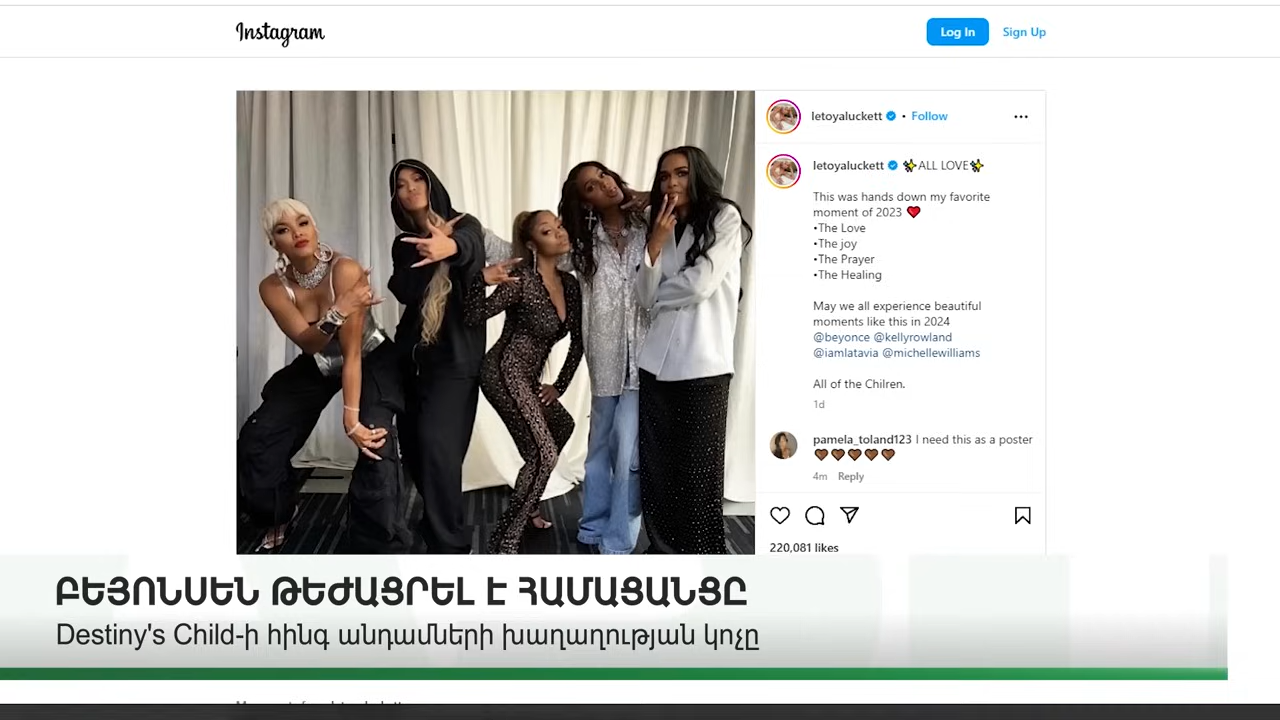 Instagram
Log In
Sign Up
letoyaluckett • Follow
letoyaluckett ✨ALL LOVE✨
This was hands down my favorite
moment of 2023 ❤️
•The Love
•The joy
•The Prayer
•The Healing
May we all experience beautiful
moments like this in 2024
@beyonce @kellyrowland
@iamlatavia @michellewilliams
All of the Chilren.
1d
pamela_toland123 I need this as a poster
🤎🤎🤎🤎🤎
4m Reply
220,081 likes
ԲԵՅՈՆՍԵՆ ԹԵԺԱՑՐԵԼ Է ՀԱՄԱՑԱՆՑԸ
Destiny's Child-ի հինգ անդամների խաղաղության կոչը